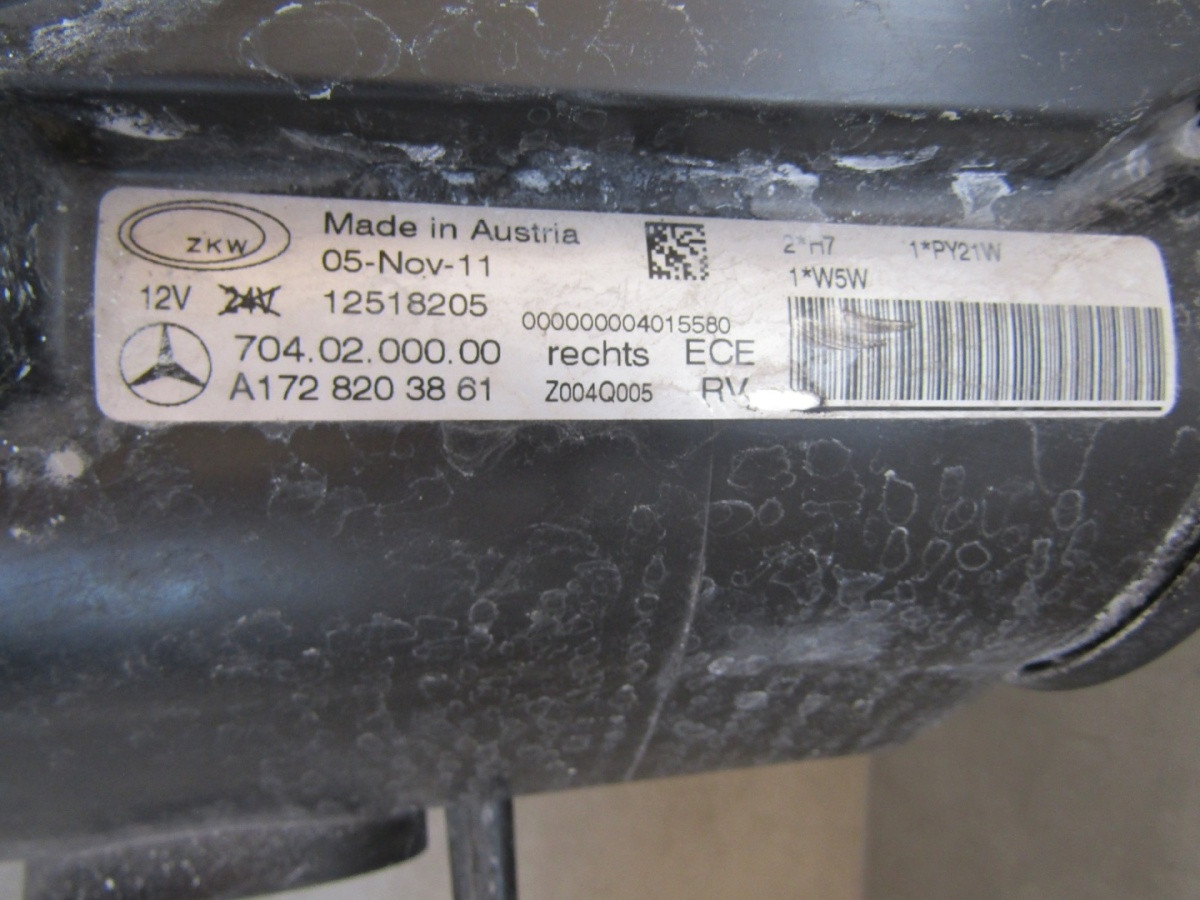 ZKW
Made in Austria
05-Nov-11
12V 24V 12518205
704.02.000.00 rechts ECE
A172 820 38 61 Z004Q005 RV
000000004015580
2*H7 1*PY21W
1*W5W